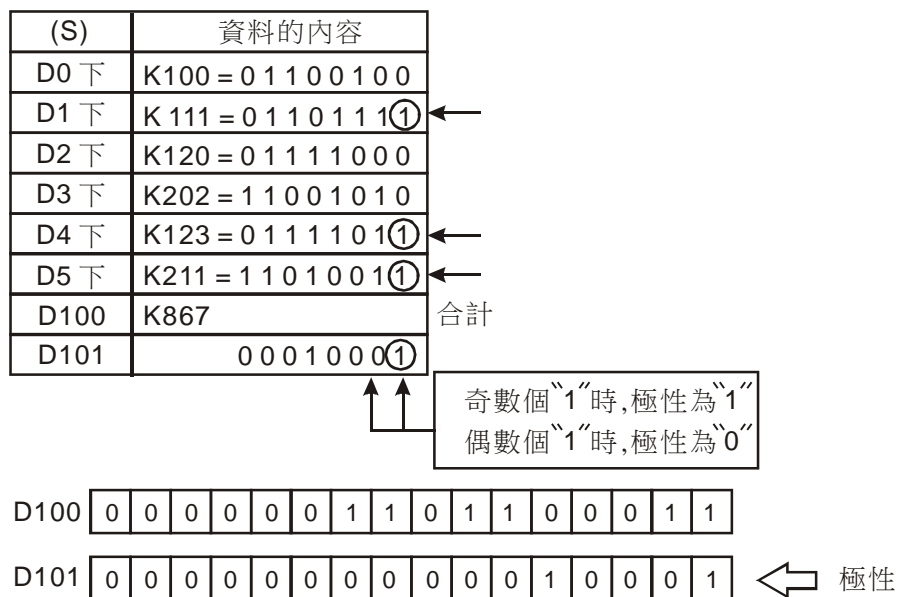 (S) 資料的內容
D0 下 K100 = 0 1 1 0 0 1 0 0
D1 下 K 111 = 0 1 1 0 1 1 1 1
D2 下 K120 = 0 1 1 1 1 0 0 0
D3 下 K202 = 1 1 0 0 1 0 1 0
D4 下 K123 = 0 1 1 1 1 0 1 1
D5 下 K211 = 1 1 0 1 0 0 1 1
D100 K867 合計
D101 0 0 0 1 0 0 0 1
奇數個〝1〞時,極性為〝1〞
偶數個〝1〞時,極性為〝0〞
D100 0 0 0 0 0 0 1 1 0 1 1 0 0 0 1 1
D101 0 0 0 0 0 0 0 0 0 0 0 1 0 0 0 1 極性